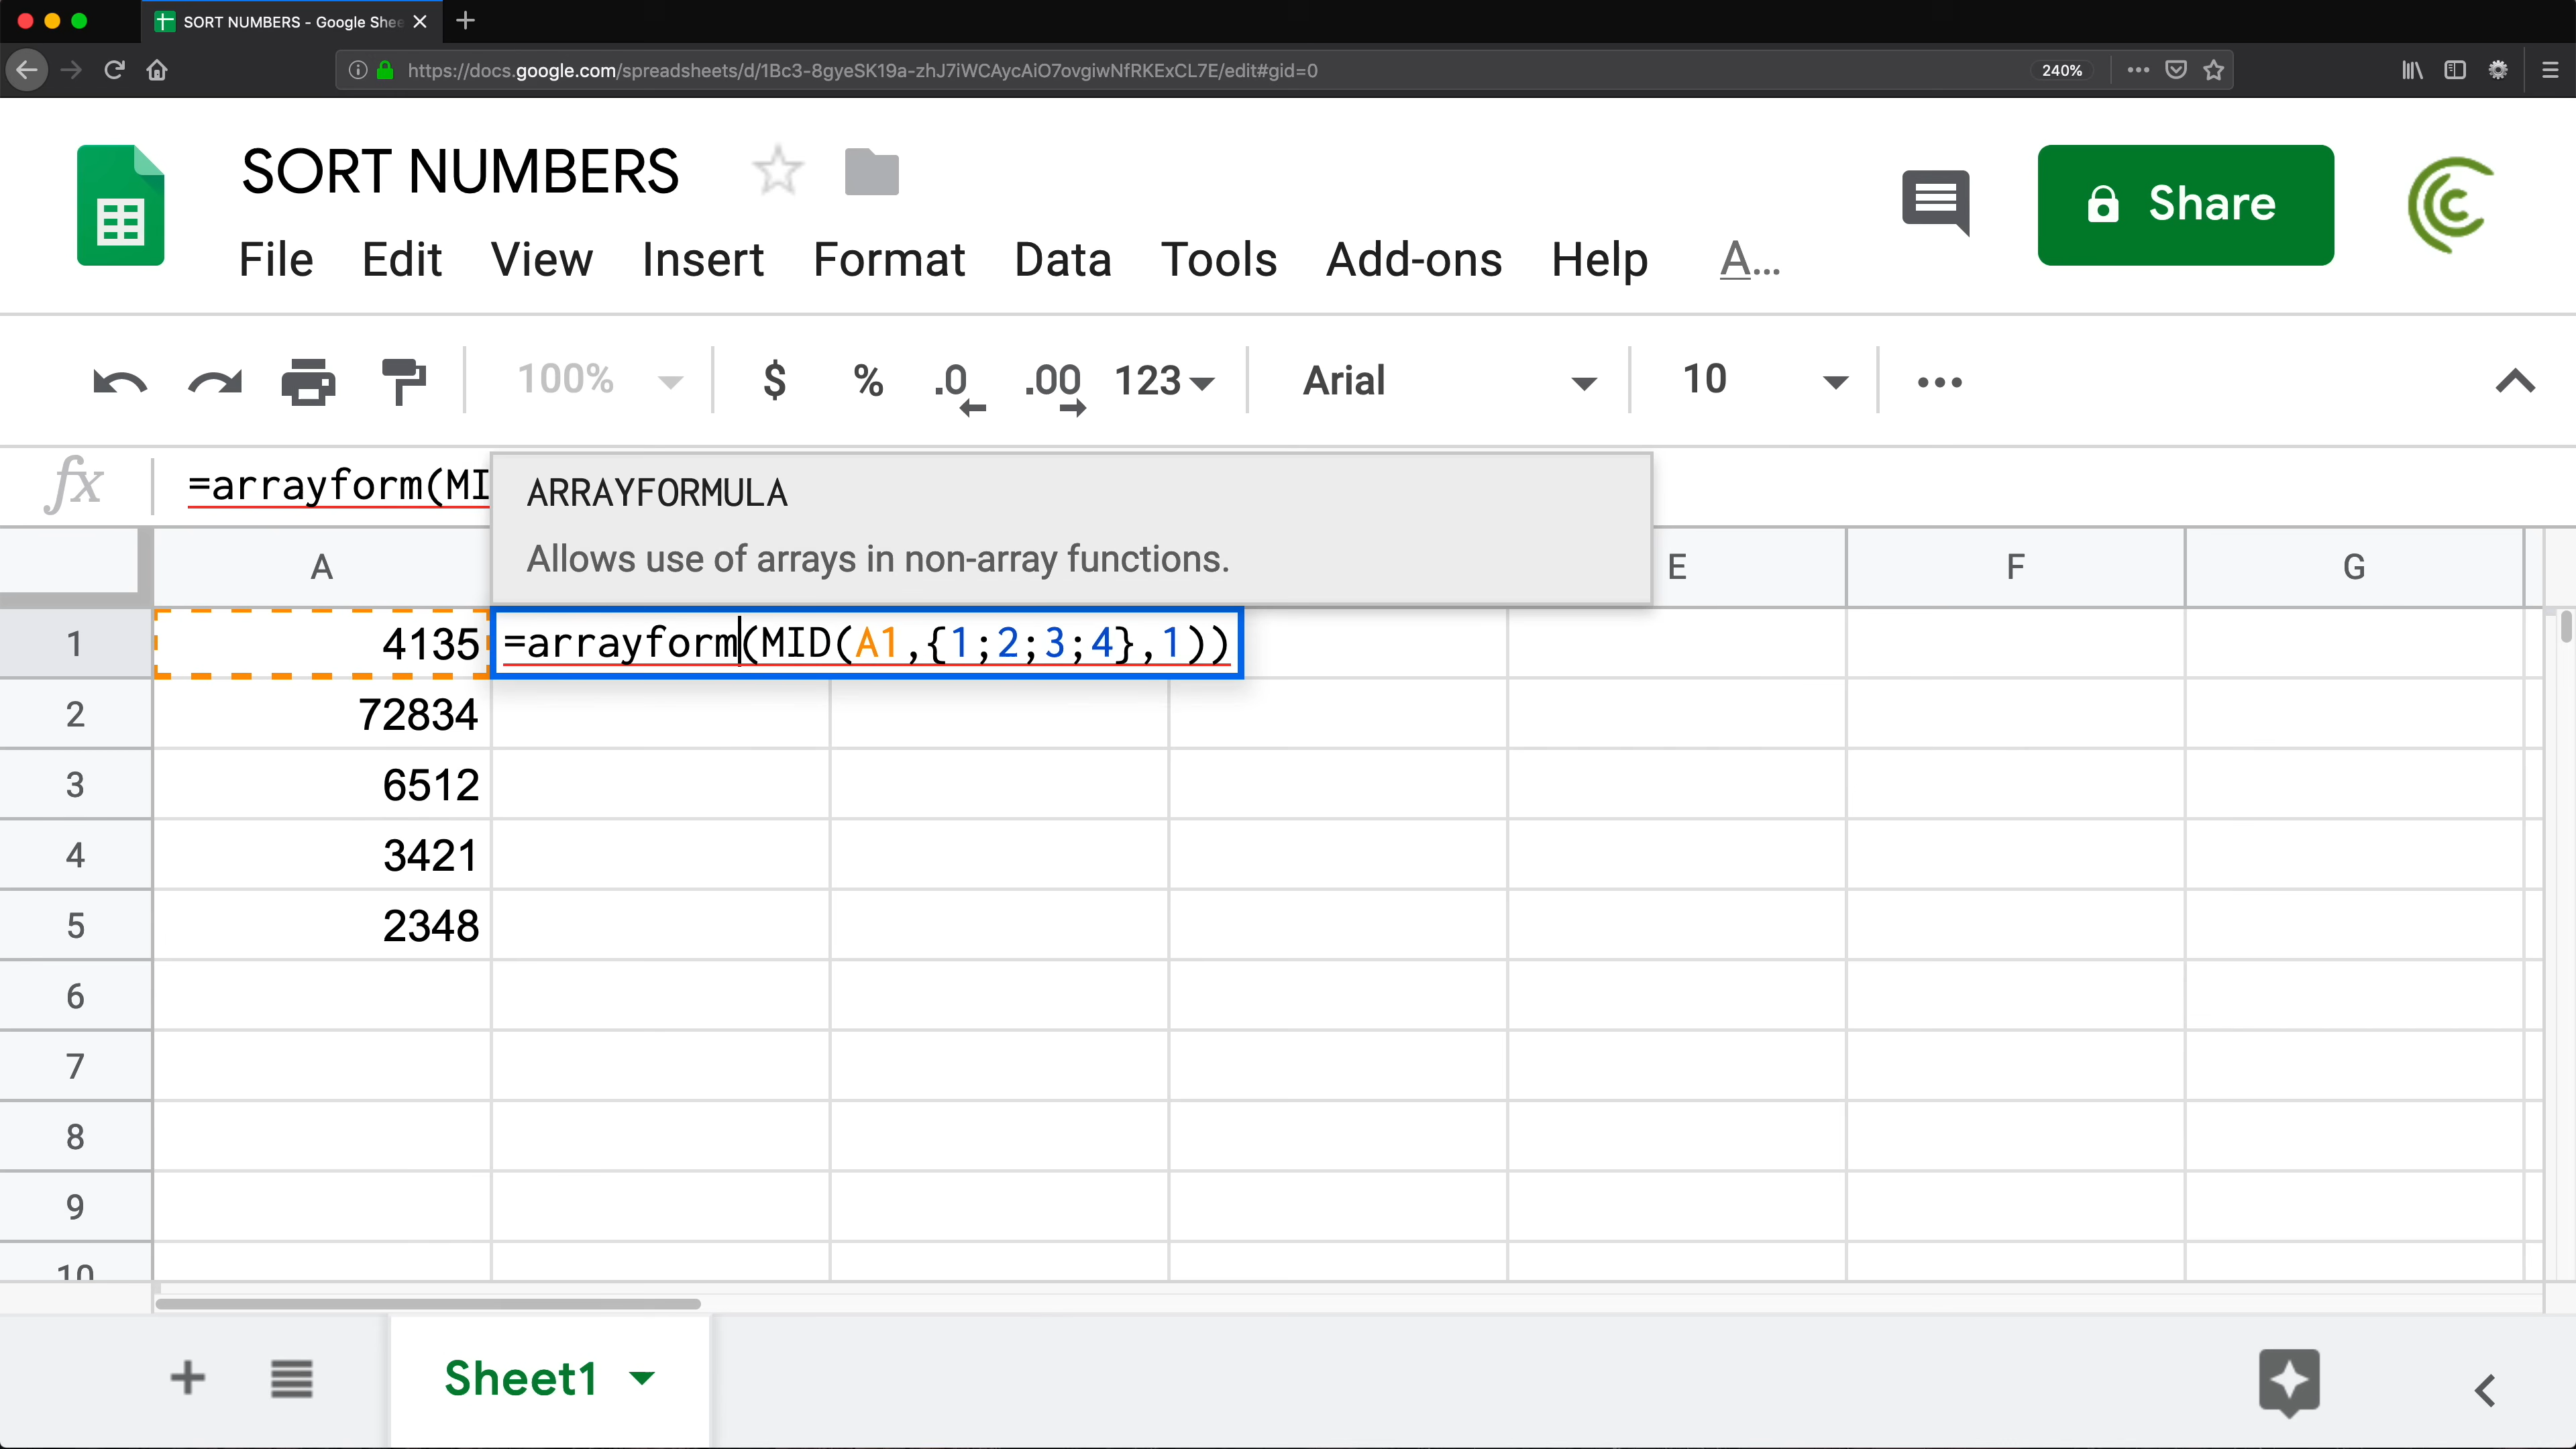 SORT NUMBERS - Google Shee
https://docs.google.com/spreadsheets/d/1Bc3-8gyeSK19a-zhJ7iWCAycAiO7ovgiwNfRKExCL7E/edit#gid=0
240%
SORT NUMBERS
Share
File Edit View Insert Format Data Tools Add-ons Help A...
100% $ % .0 .00 123 Arial 10
fx =arrayform(MI
ARRAYFORMULA
Allows use of arrays in non-array functions.
A E F G
1 4135 =arrayform(MID(A1,{1;2;3;4},1))
2 72834
3 6512
4 3421
5 2348
6
7
8
9
10
Sheet1